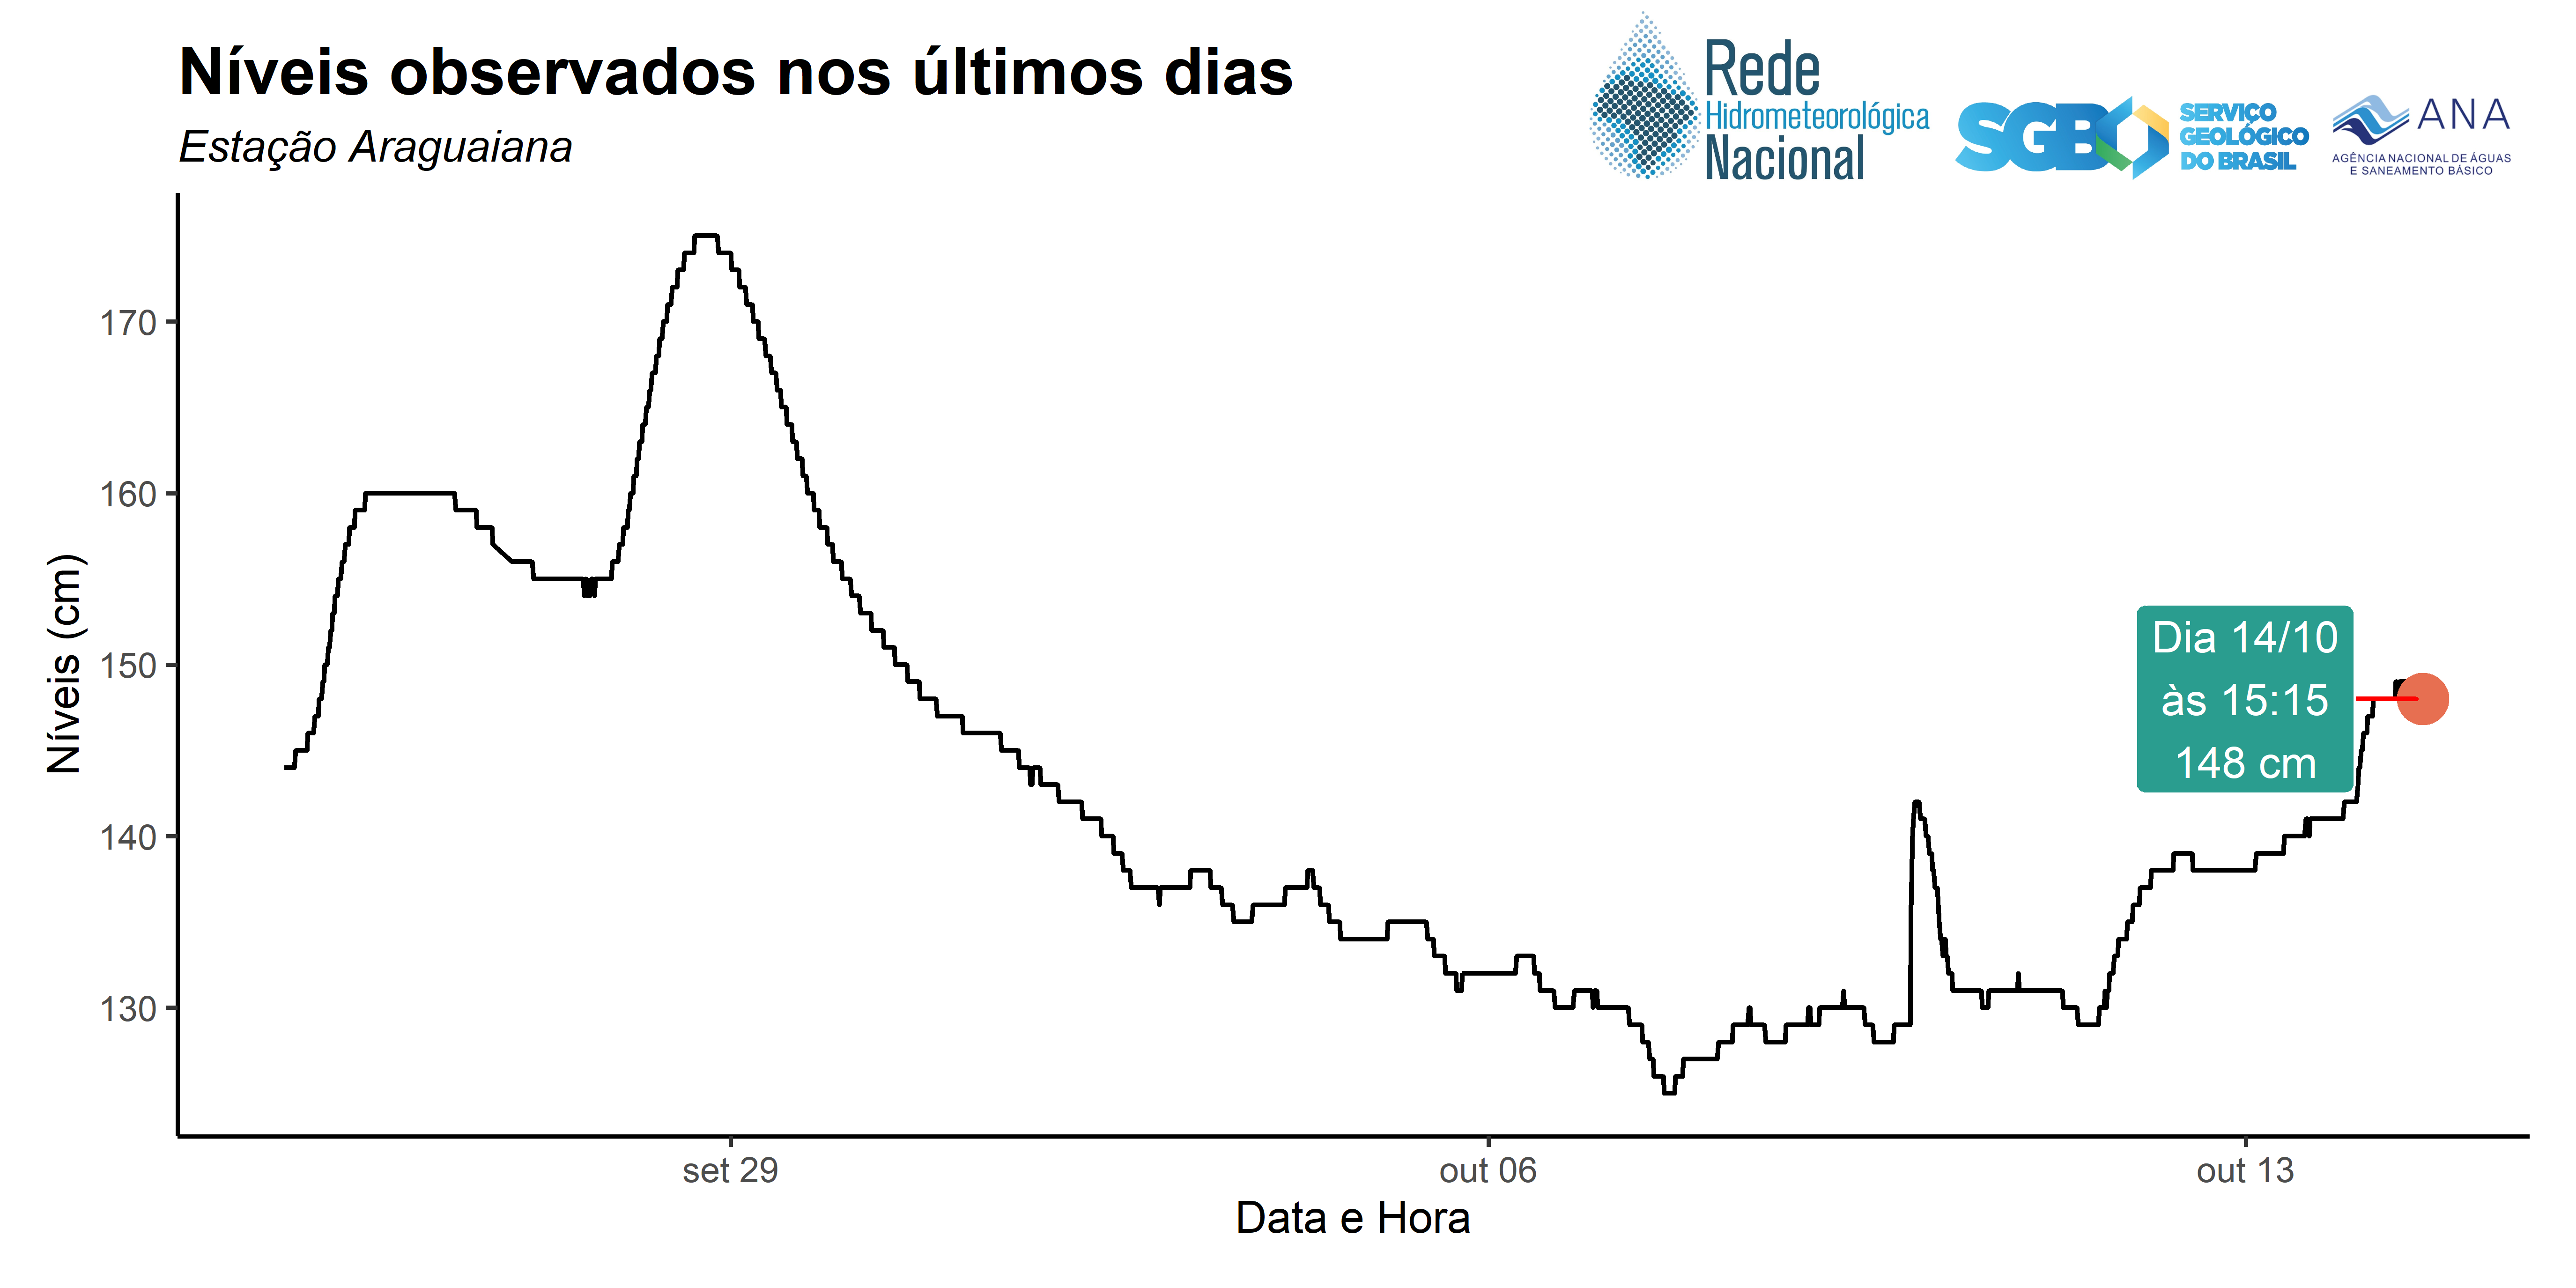 Níveis observados nos últimos dias
Estação Araguaiana
Rede
Hidrometeorológica
Nacional
SGB
SERVIÇO
GEOLÓGICO
DO BRASIL
ANA
AGÊNCIA NACIONAL DE ÁGUAS
E SANEAMENTO BÁSICO
Níveis (cm)
170
160
150
140
130
Dia 14/10
às 15:15
148 cm
set 29
out 06
out 13
Data e Hora